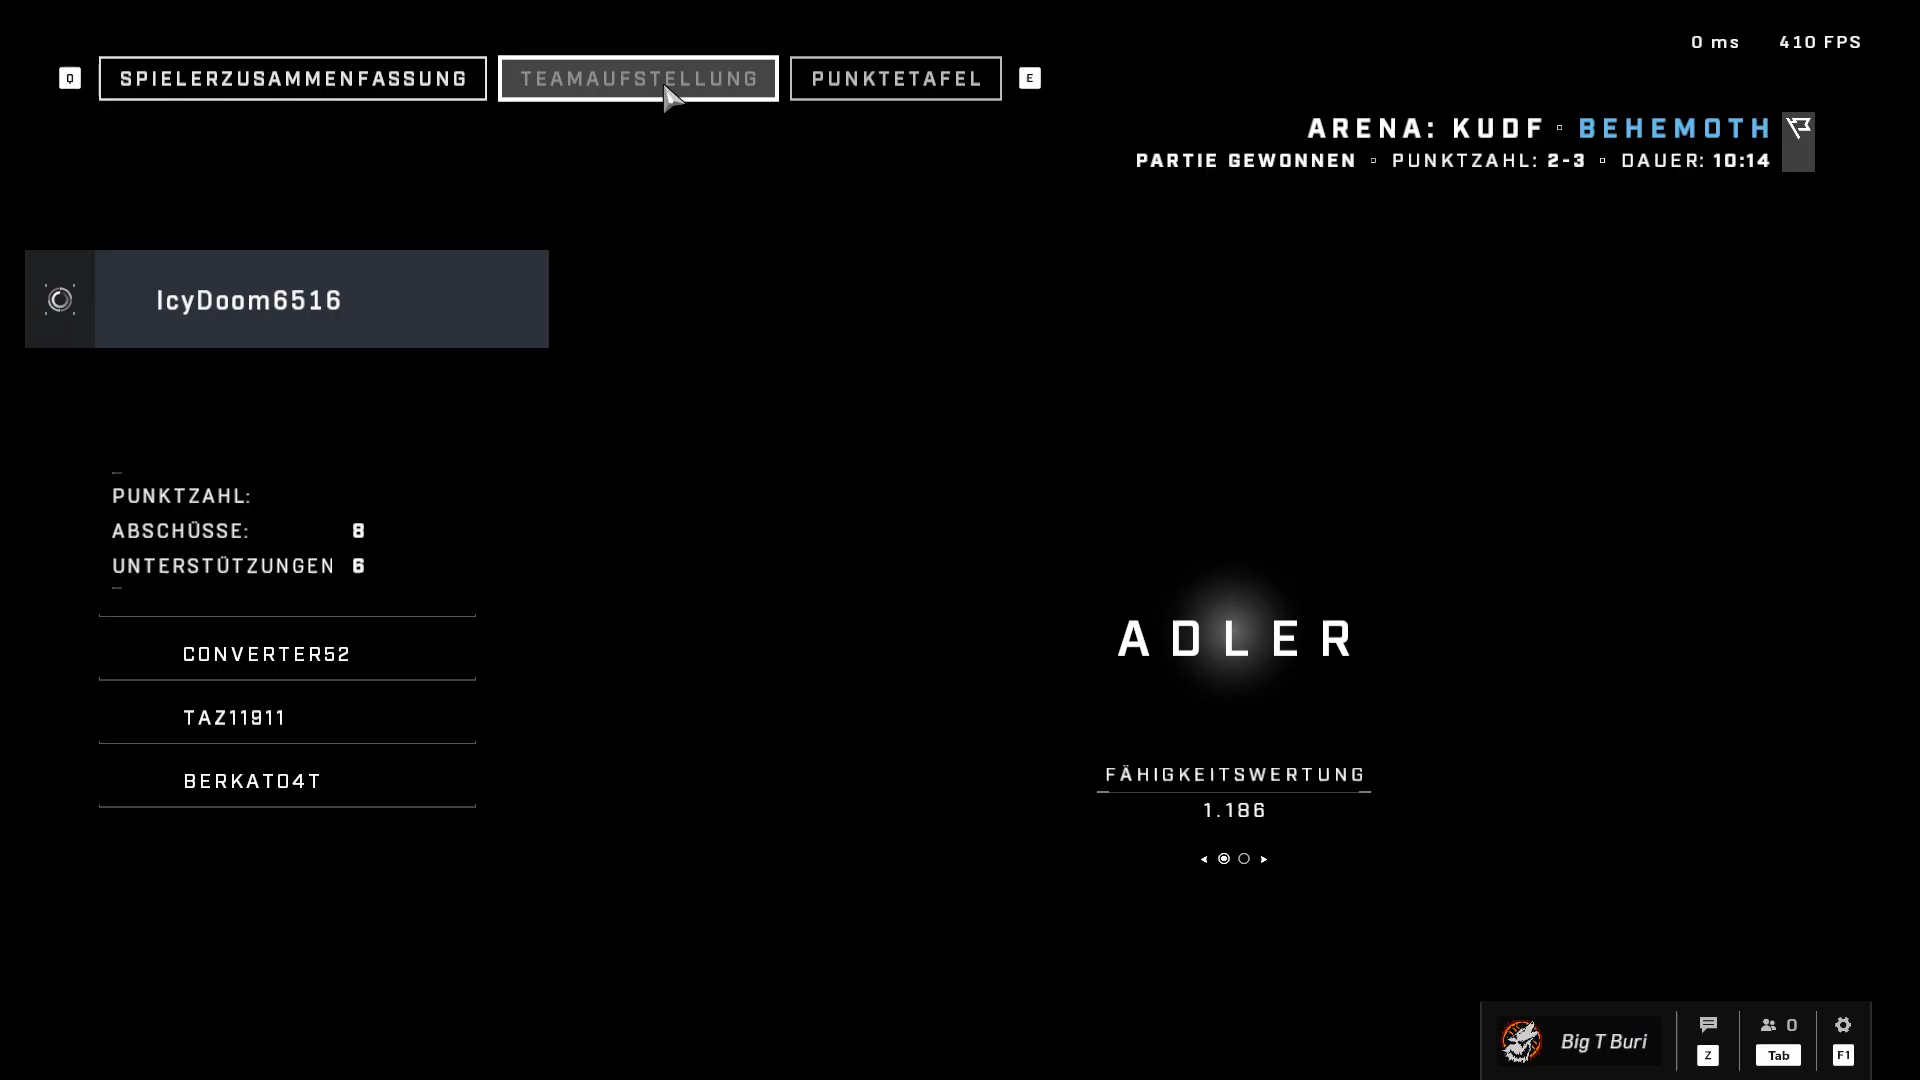 0 ms 410 FPS
Q SPIELERZUSAMMENFASSUNG TEAMAUFSTELLUNG PUNKTETAFEL E
ARENA: KUDF ▫ BEHEMOTH
PARTIE GEWONNEN ▫ PUNKTZAHL: 2-3 ▫ DAUER: 10:14
IcyDoom6516
PUNKTZAHL:
ABSCHÜSSE: 8
UNTERSTÜTZUNGEN 6
CONVERTER52
TAZ11911
BERKATO4T
ADLER
FÄHIGKEITSWERTUNG
1.186
Big T Buri
0
Z Tab F1